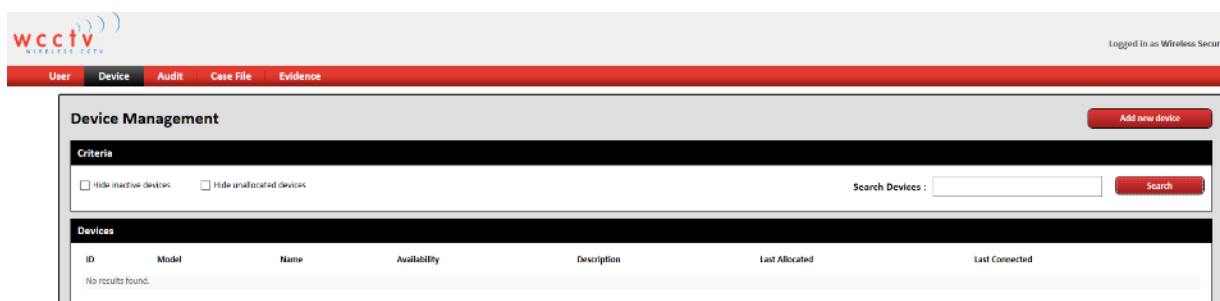 wcctv
WIRELESS CCTV
Logged in as Wireless Secur
User Device Audit Case File Evidence
Device Management
Add new device
Criteria
Hide inactive devices Hide unallocated devices
Search Devices : Search
Devices
ID Model Name Availability Description Last Allocated Last Connected
No results found.